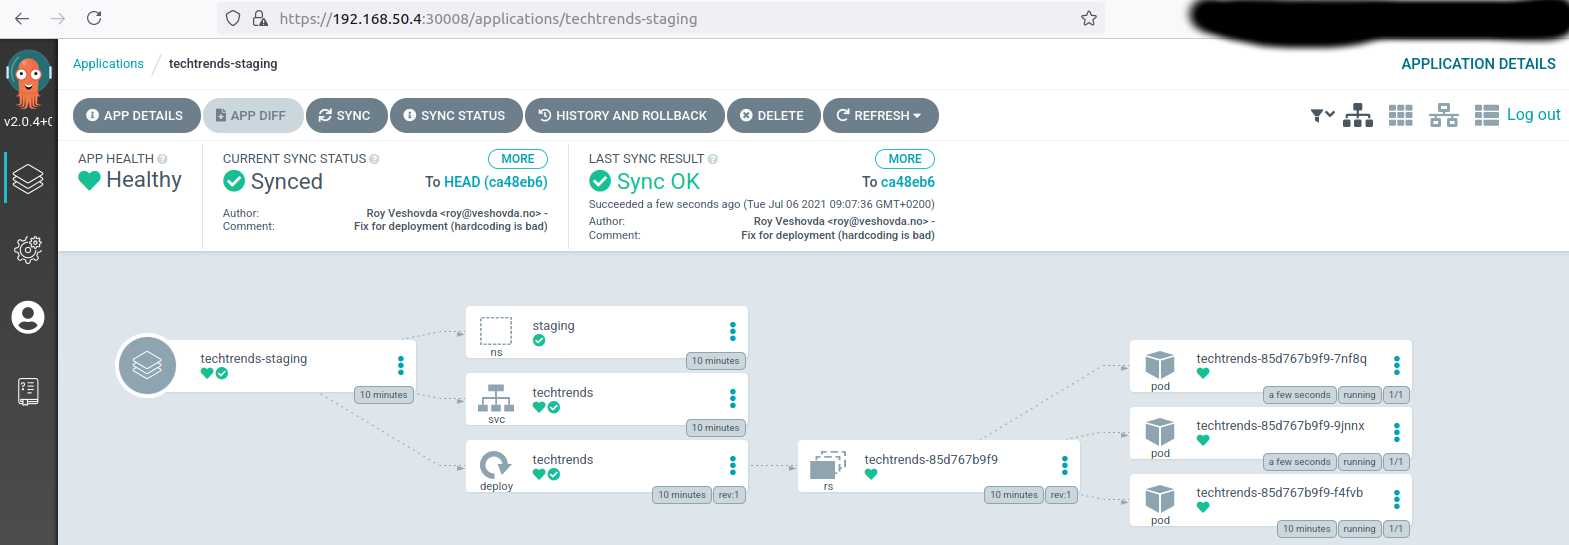 https://192.168.50.4:30008/applications/techtrends-staging
v2.0.4+0
Applications / techtrends-staging
APPLICATION DETAILS
APP DETAILS APP DIFF SYNC SYNC STATUS HISTORY AND ROLLBACK DELETE REFRESH
Log out
APP HEALTH
Healthy
CURRENT SYNC STATUS MORE
Synced To HEAD (ca48eb6)
Author: Roy Veshovda <roy@veshovda.no> -
Comment: Fix for deployment (hardcoding is bad)
LAST SYNC RESULT MORE
Sync OK To ca48eb6
Succeeded a few seconds ago (Tue Jul 06 2021 09:07:36 GMT+0200)
Author: Roy Veshovda <roy@veshovda.no> -
Comment: Fix for deployment (hardcoding is bad)
techtrends-staging
10 minutes
staging
ns
10 minutes
techtrends
svc
10 minutes
techtrends
deploy
10 minutes rev:1
techtrends-85d767b9f9
rs
10 minutes rev:1
techtrends-85d767b9f9-7nf8q
pod
a few seconds running 1/1
techtrends-85d767b9f9-9jnnx
pod
a few seconds running 1/1
techtrends-85d767b9f9-f4fvb
pod
10 minutes running 1/1